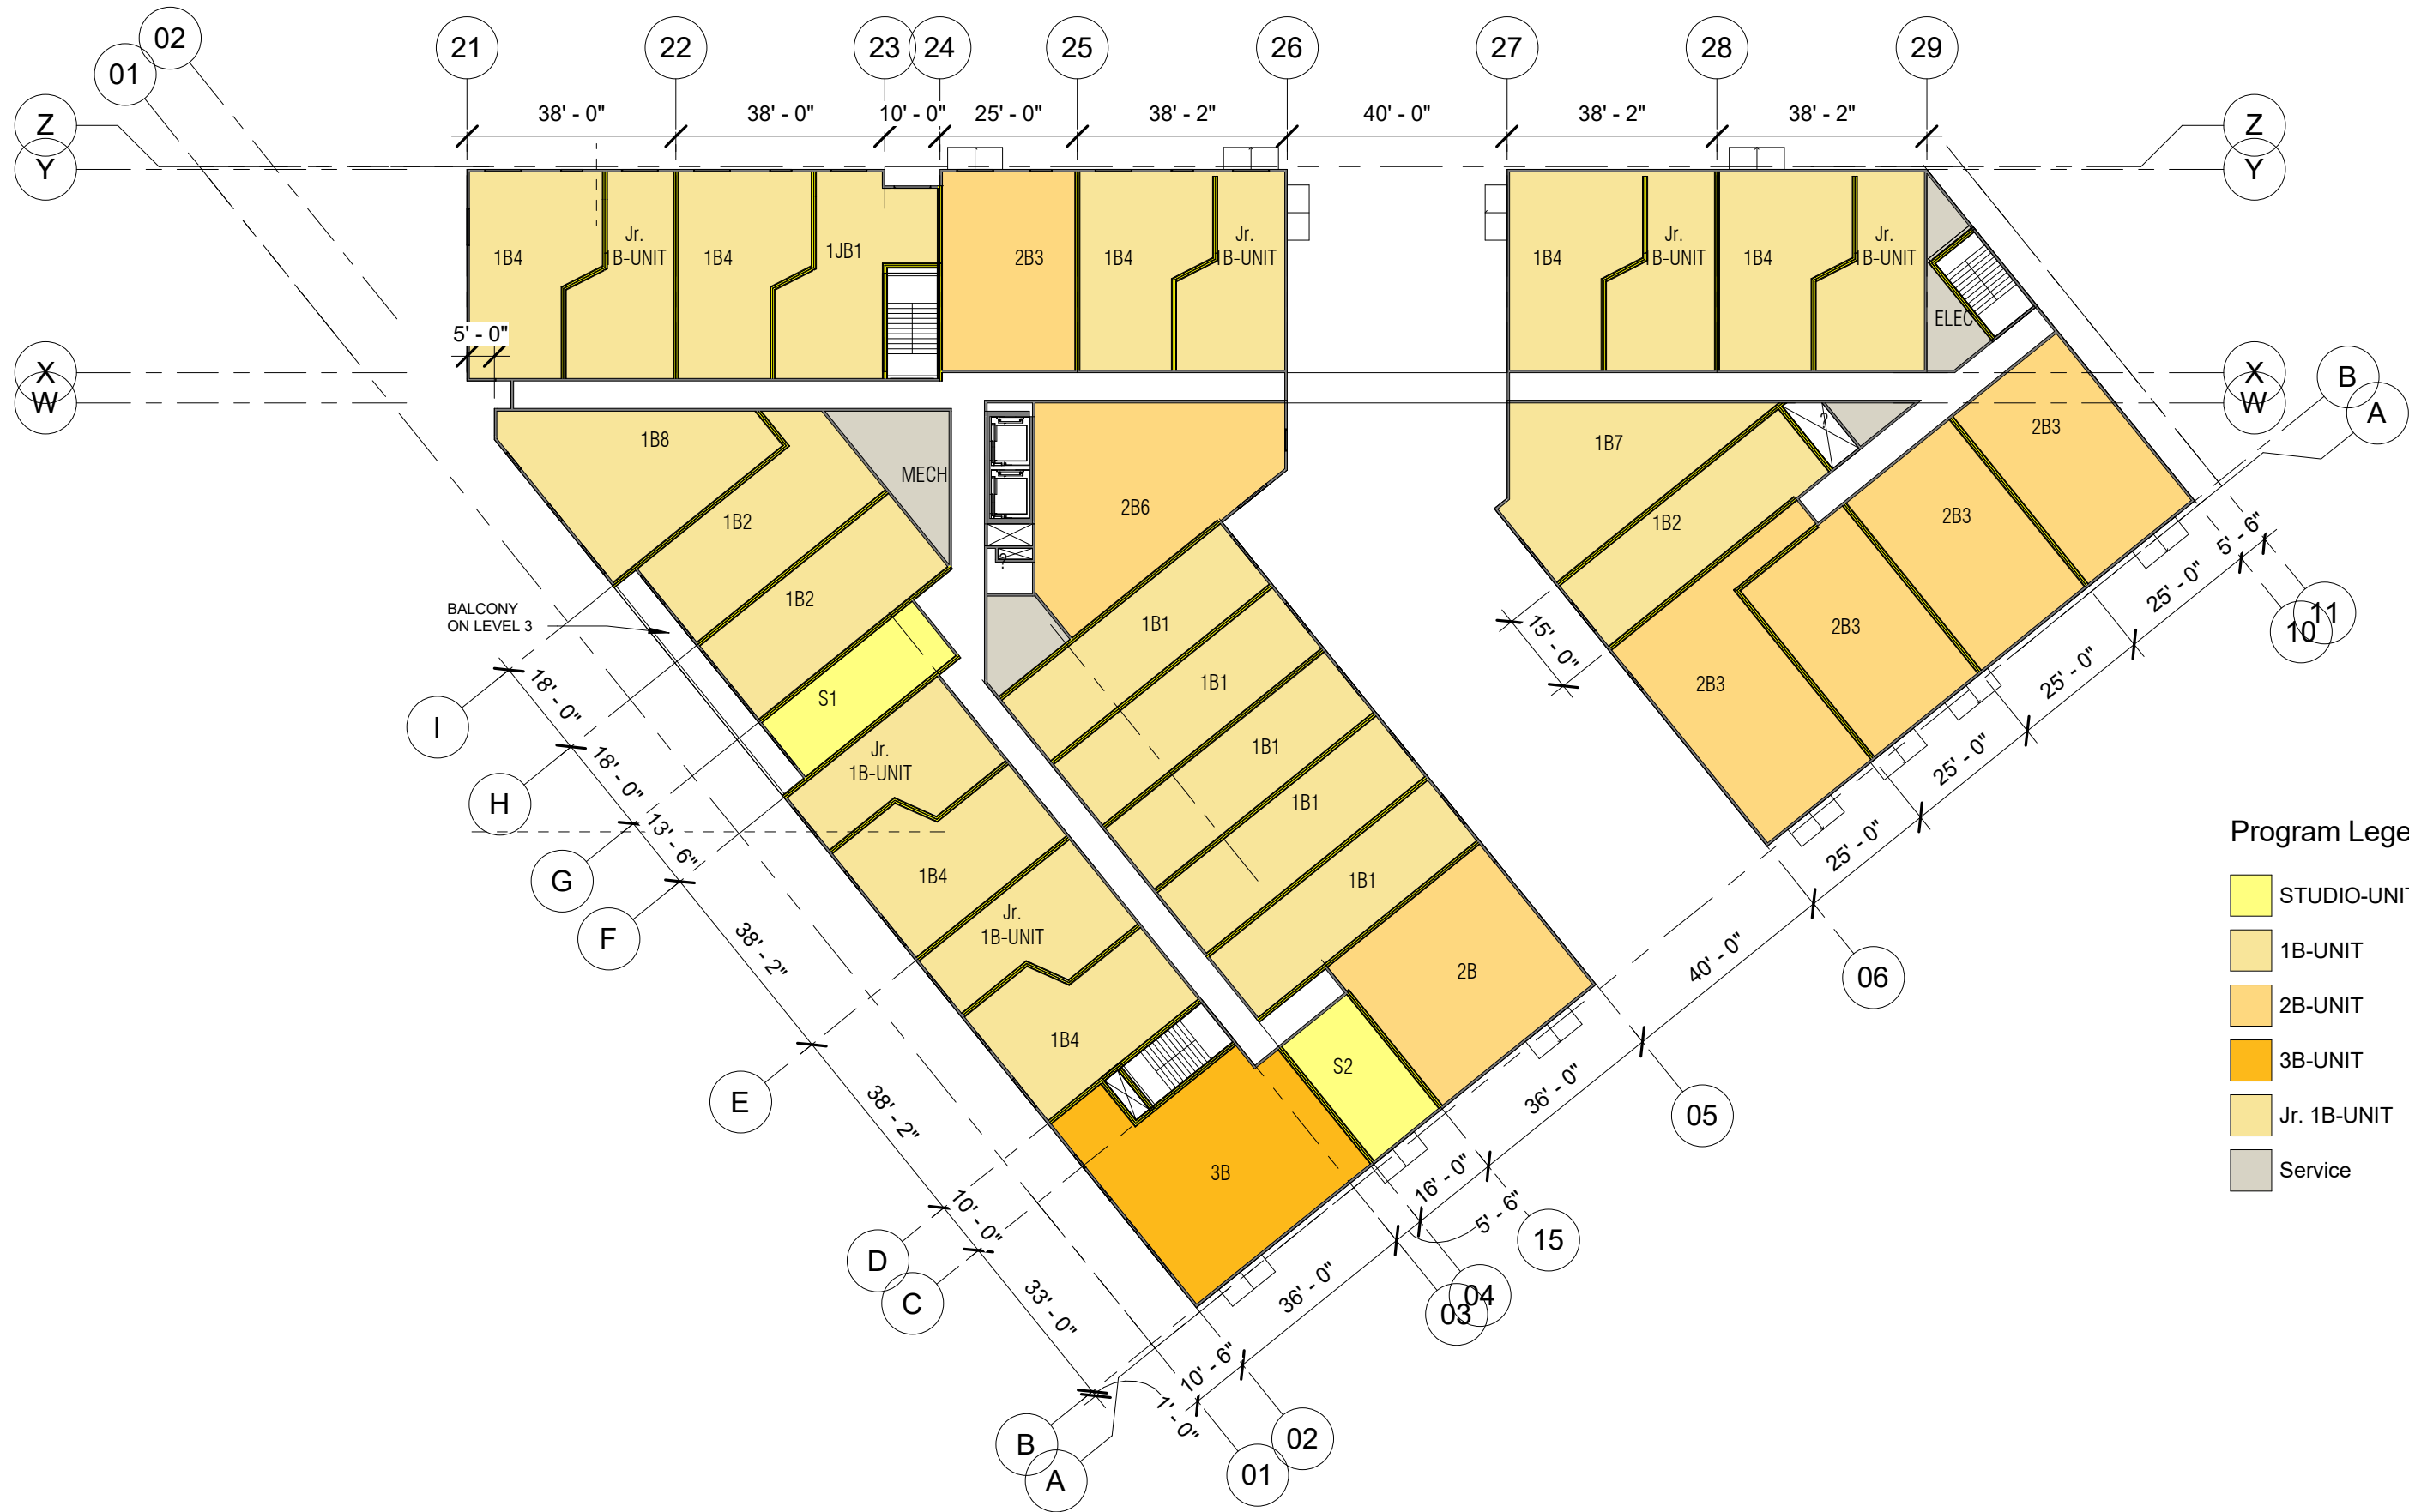 02
01
21
22
23
24
25
26
27
28
29
38' - 0"
38' - 0"
10' - 0"
25' - 0"
38' - 2"
40' - 0"
38' - 2"
38' - 2"
Z
Y
Z
Y
1B4
Jr.
1B-UNIT
1B4
1JB1
2B3
1B4
Jr.
1B-UNIT
1B4
Jr.
1B-UNIT
1B4
Jr.
1B-UNIT
ELEC
5' - 0"
X
W
X
W
B
A
1B8
MECH
1B2
1B2
2B6
?
1B7
?
1B2
2B3
2B3
2B3
2B3
BALCONY
ON LEVEL 3
S1
Jr.
1B-UNIT
1B4
Jr.
1B-UNIT
1B4
1B1
1B1
1B1
1B1
1B1
2B
S2
3B
5' - 6"
25' - 0"
25' - 0"
25' - 0"
25' - 0"
15' - 0"
40' - 0"
36' - 0"
16' - 0"
5' - 6"
36' - 0"
10' - 6"
1' - 0"
11
10
06
05
15
04
03
02
01
I
H
G
F
E
D
C
B
A
18' - 0"
18' - 0"
13' - 6"
38' - 2"
38' - 2"
10' - 0"
33' - 0"
Program Lege
STUDIO-UNIT
1B-UNIT
2B-UNIT
3B-UNIT
Jr. 1B-UNIT
Service